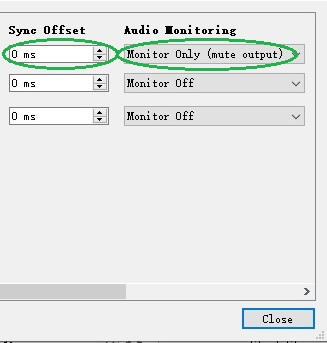 Sync Offset Audio Monitoring
0 ms Monitor Only (mute output)
0 ms Monitor Off
0 ms Monitor Off
Close